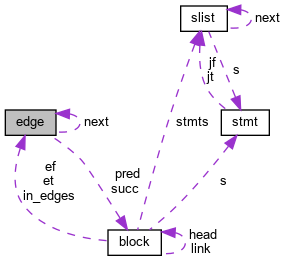 slist
next
jf
jt
s
edge
next
stmts
stmt
ef
et
in_edges
pred
succ
s
block
head
link